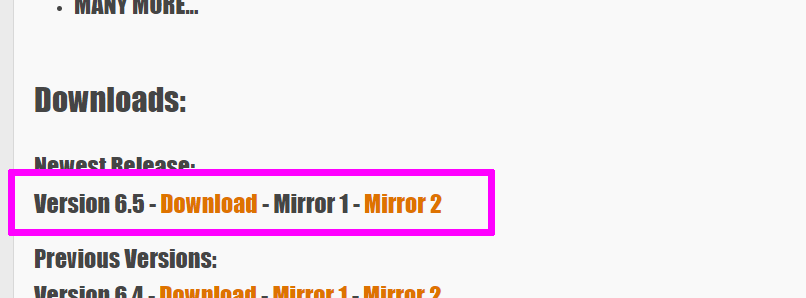 • MANY MORE...
Downloads:
Newest Release:
Version 6.5 - Download - Mirror 1 - Mirror 2
Previous Versions:
Version 6.4 - Download - Mirror 1 - Mirror 2